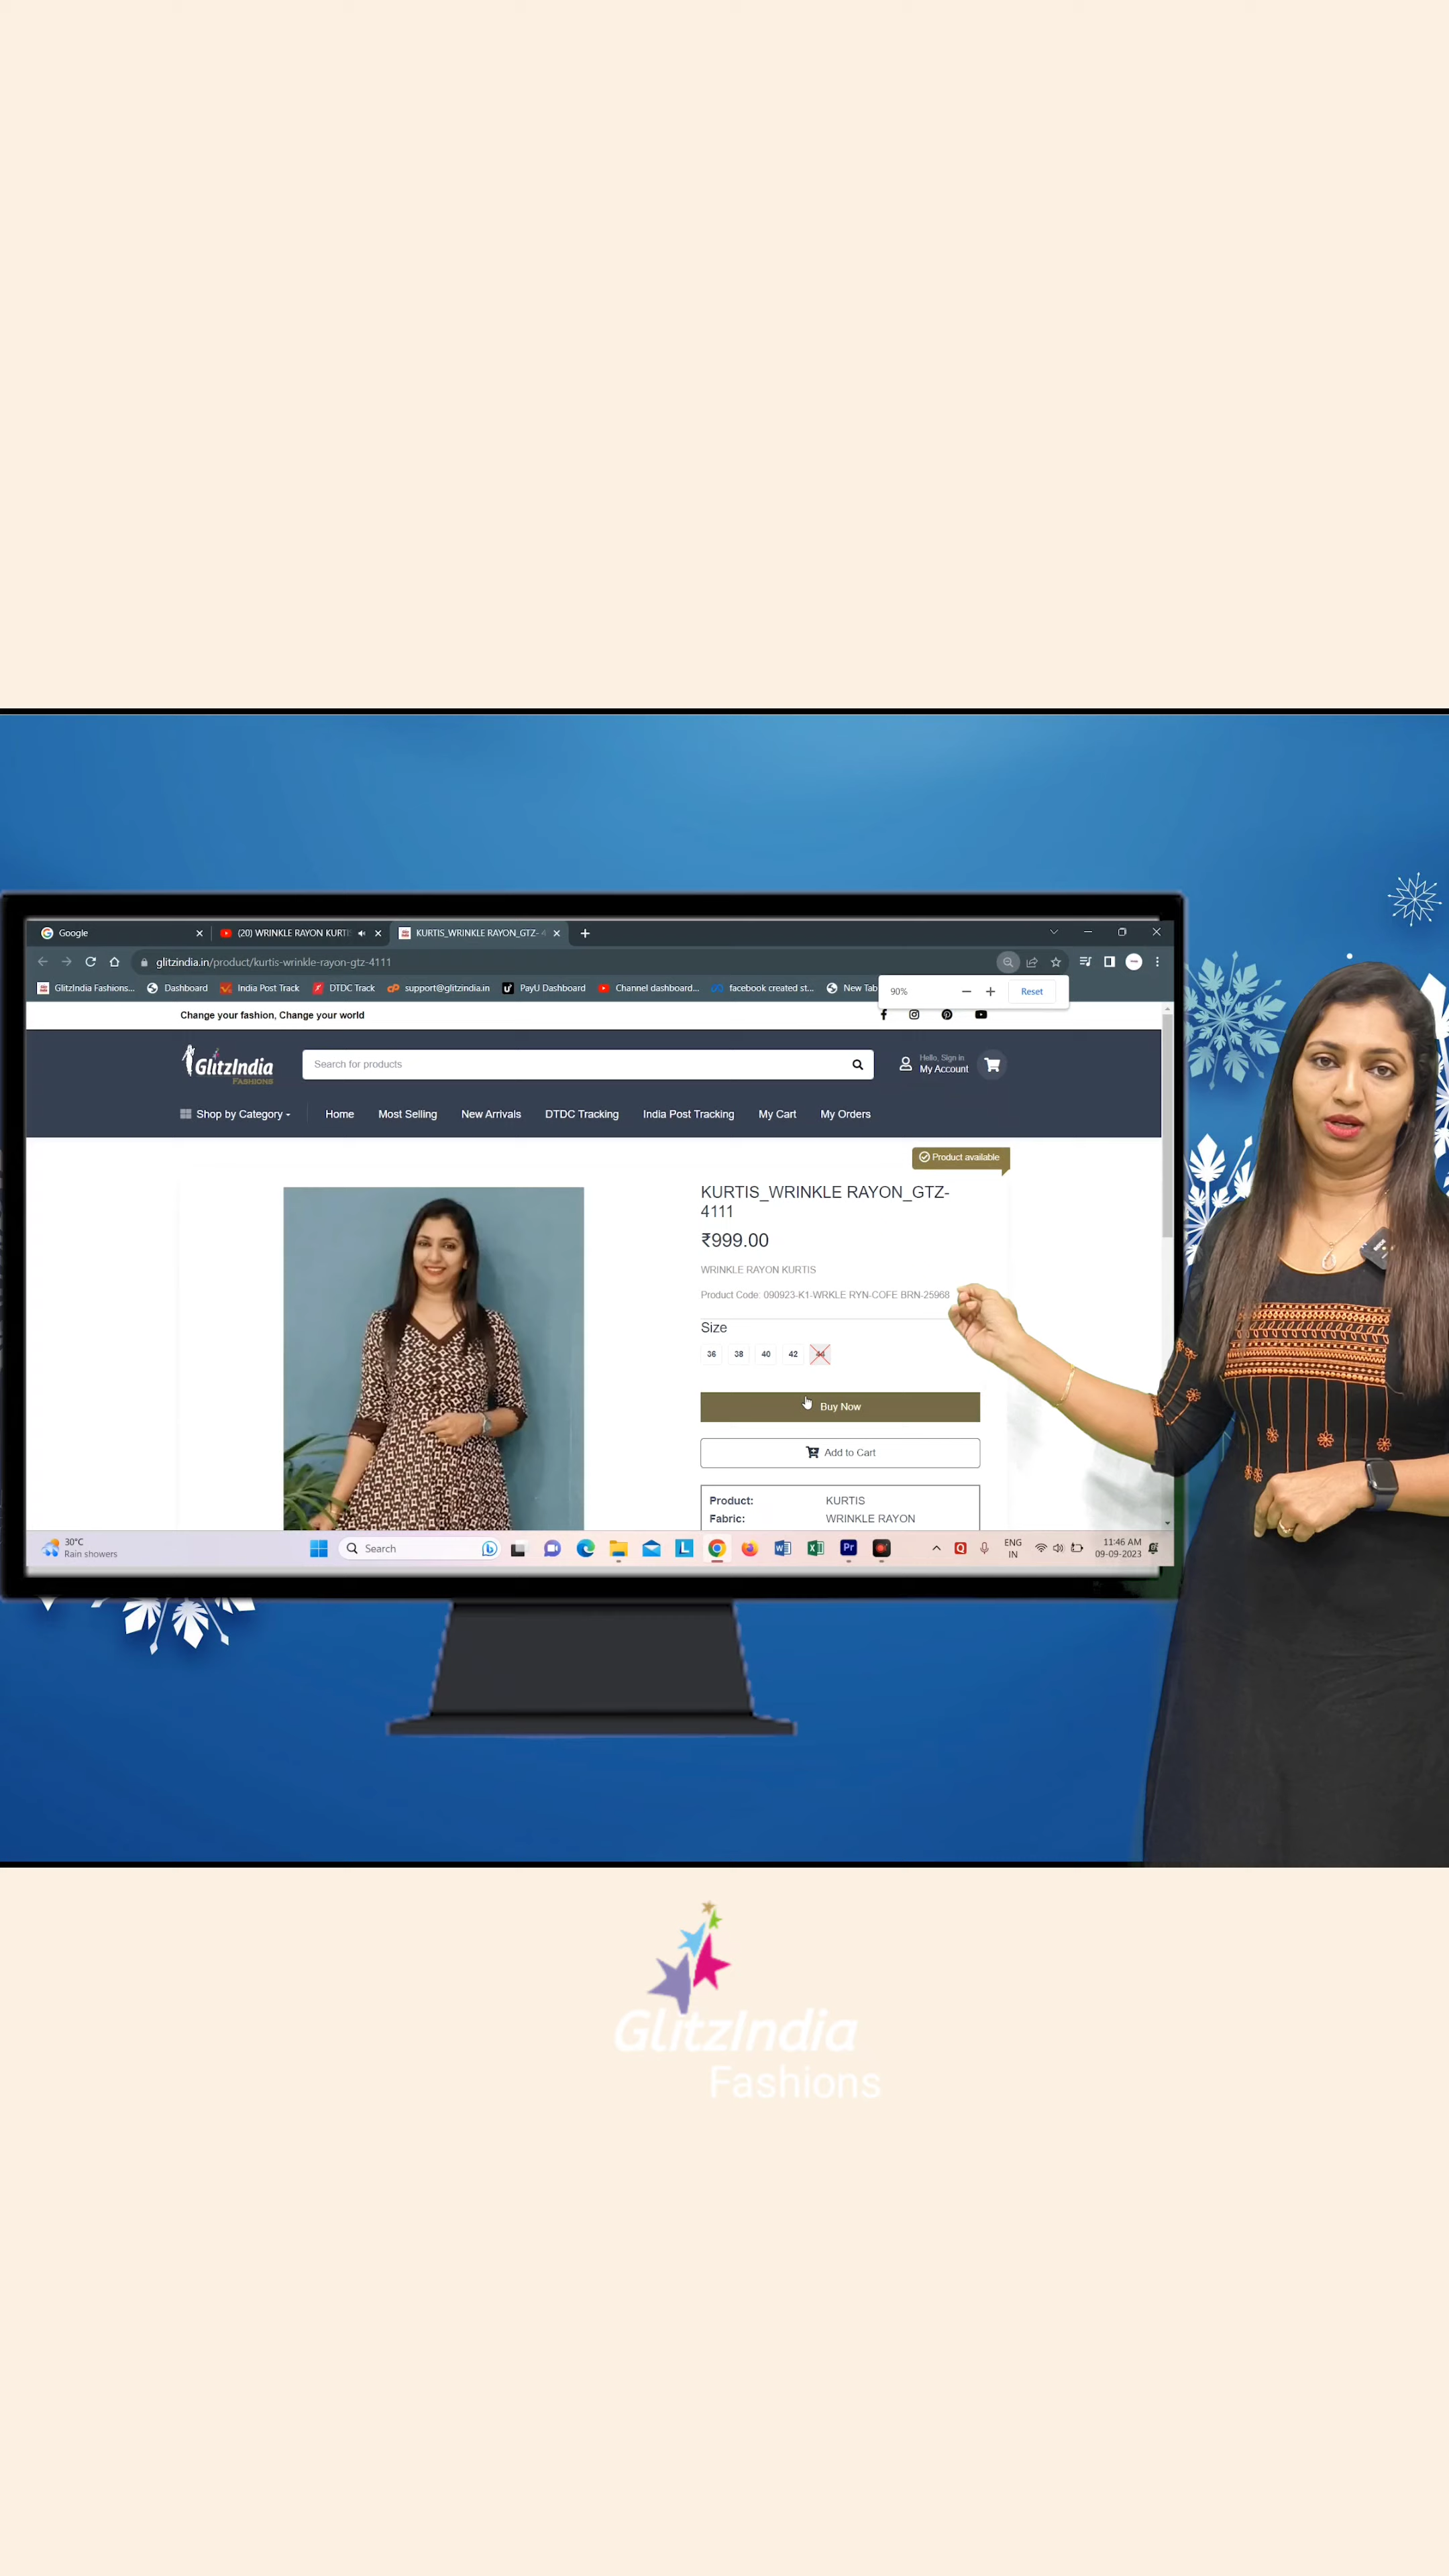 Google
(20) WRINKLE RAYON KURTIS
KURTIS_WRINKLE RAYON_GTZ-
glitzindia.in/product/kurtis-wrinkle-rayon-gtz-4111
GlitzIndia Fashions...
Dashboard
India Post Track
DTDC Track
support@glitzindia.in
PayU Dashboard
Channel dashboard...
facebook created st...
New Tab
90%
Reset
Change your fashion, Change your world
GlitzIndia
FASHIONS
Search for products
Hello, Sign in
My Account
Shop by Category
Home
Most Selling
New Arrivals
DTDC Tracking
India Post Tracking
My Cart
My Orders
Product available
KURTIS_WRINKLE RAYON_GTZ-
4111
₹999.00
WRINKLE RAYON KURTIS
Product Code: 090923-K1-WRKLE RYN-COFE BRN-25968
Size
36 38 40 42 44
Buy Now
Add to Cart
Product: KURTIS
Fabric: WRINKLE RAYON
30°C
Rain showers
Search
ENG
IN
11:46 AM
09-09-2023
GlitzIndia
Fashions